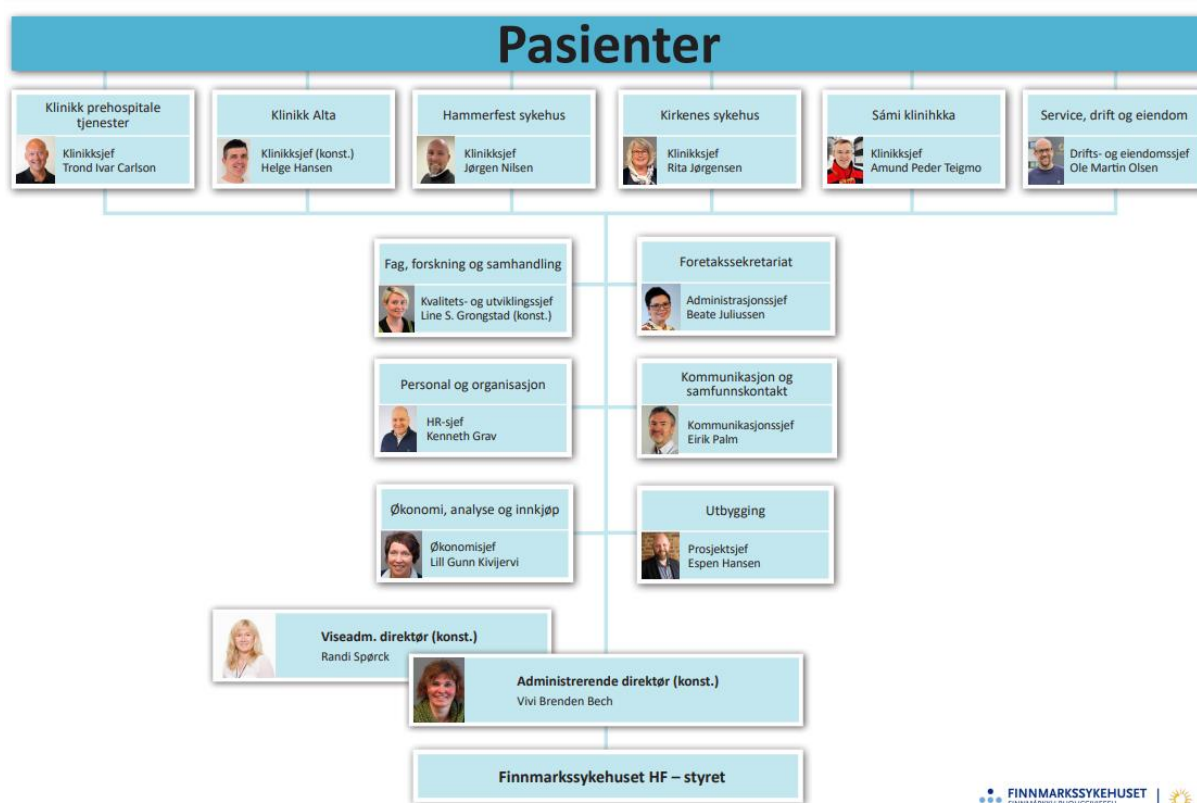 Pasienter
Klinikk prehospitale
tjenester
Klinikksjef
Trond Ivar Carlson
Klinikk Alta
Klinikksjef (konst.)
Helge Hansen
Hammerfest sykehus
Klinikksjef
Jørgen Nilsen
Kirkenes sykehus
Klinikksjef
Rita Jørgensen
Sámi klinihkka
Klinikksjef
Amund Peder Teigmo
Service, drift og eiendom
Drifts- og eiendomssjef
Ole Martin Olsen
Fag, forskning og samhandling
Kvalitets- og utviklingssjef
Line S. Grongstad (konst.)
Foretakssekretariat
Administrasjonssjef
Beate Juliussen
Personal og organisasjon
HR-sjef
Kenneth Grav
Kommunikasjon og
samfunnskontakt
Kommunikasjonssjef
Eirik Palm
Økonomi, analyse og innkjøp
Økonomisjef
Lill Gunn Kivijervi
Utbygging
Prosjektsjef
Espen Hansen
Viseadm. direktør (konst.)
Randi Spørck
Administrerende direktør (konst.)
Vivi Brenden Bech
Finnmarkssykehuset HF – styret
FINNMARKSSYKEHUSET